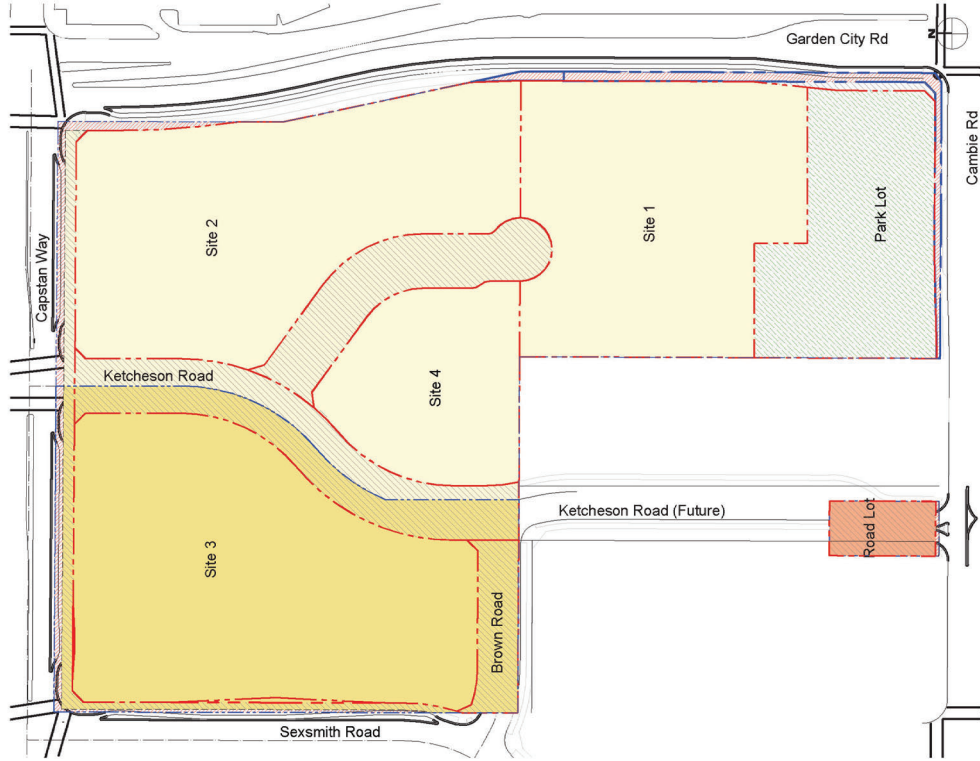 Garden City Rd
N
Cambie Rd
Site 2
Site 1
Park Lot
Capstan Way
Ketcheson Road
Site 4
Ketcheson Road (Future)
Road Lot
Site 3
Brown Road
Sexsmith Road